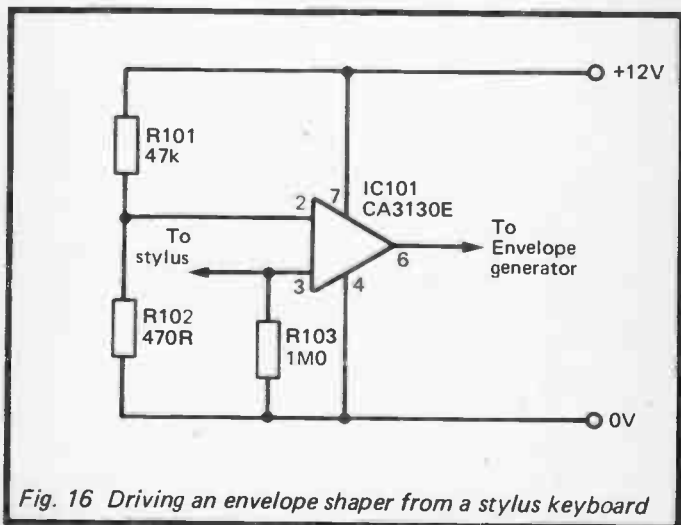 +12V
R101
47k
IC101
CA3130E
7
2
To
stylus
6
To
Envelope
generator
3
4
R102
470R
R103
1M0
0V
Fig. 16 Driving an envelope shaper from a stylus keyboard